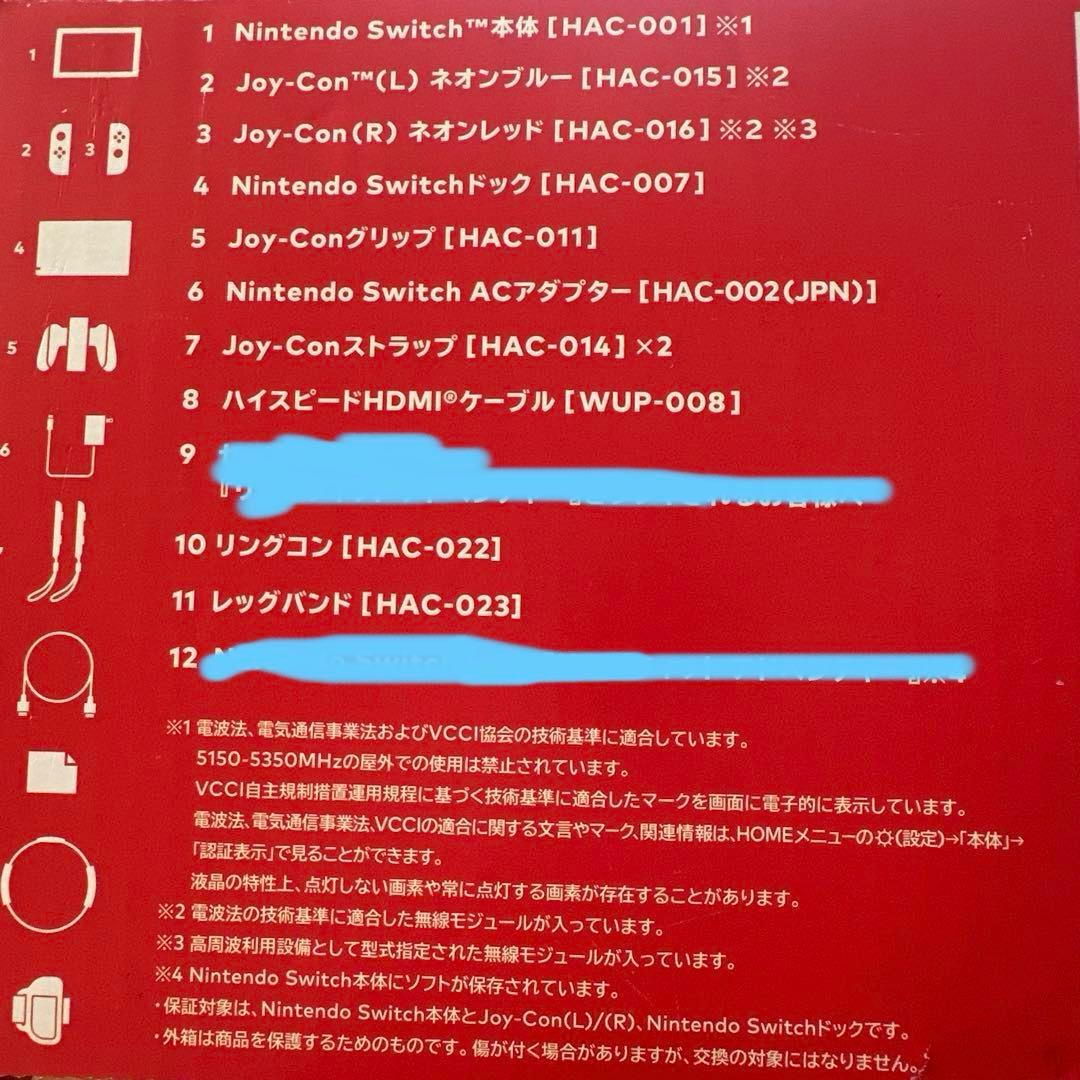 1 Nintendo Switch™本体 [HAC-001] ※1
2 Joy-Con™(L) ネオンブルー [HAC-015] ※2
3 Joy-Con(R) ネオンレッド [HAC-016] ※2 ※3
4 Nintendo Switchドック [HAC-007]
5 Joy-Conグリップ [HAC-011]
6 Nintendo Switch ACアダプター [HAC-002(JPN)]
7 Joy-Conストラップ [HAC-014] ×2
8 ハイスピードHDMI®ケーブル [WUP-008]
9
10 リングコン [HAC-022]
11 レッグバンド [HAC-023]
12
※1 電波法、電気通信事業法およびVCCI協会の技術基準に適合しています。
5150-5350MHzの屋外での使用は禁止されています。
VCCI自主規制措置運用規程に基づく技術基準に適合したマークを画面に電子的に表示しています。
電波法、電気通信事業法、VCCIの適合に関する文言やマーク、関連情報は、HOMEメニューの(設定)→「本体」→
「認証表示」で見ることができます。
液晶の特性上、点灯しない画素や常に点灯する画素が存在することがあります。
※2 電波法の技術基準に適合した無線モジュールが入っています。
※3 高周波利用設備として型式指定された無線モジュールが入っています。
※4 Nintendo Switch本体にソフトが保存されています。
・保証対象は、Nintendo Switch本体とJoy-Con(L)/(R)、Nintendo Switchドックです。
・外箱は商品を保護するためのものです。傷が付く場合がありますが、交換の対象にはなりません。
1
2
3
4
5
6